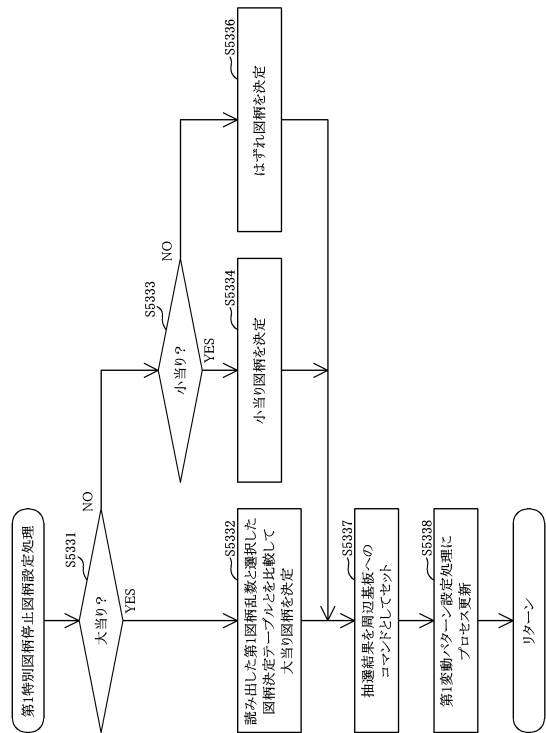 第1特別図柄停止図柄設定処理
S5331
大当り？
NO
YES
S5332
読み出した第1図柄乱数と選択した
図柄決定テーブルとを比較して
大当り図柄を決定
S5333
小当り？
NO
YES
S5334
小当り図柄を決定
S5336
はずれ図柄を決定
S5337
抽選結果を周辺基板への
コマンドとしてセット
S5338
第1変動パターン設定処理に
プロセス更新
リターン